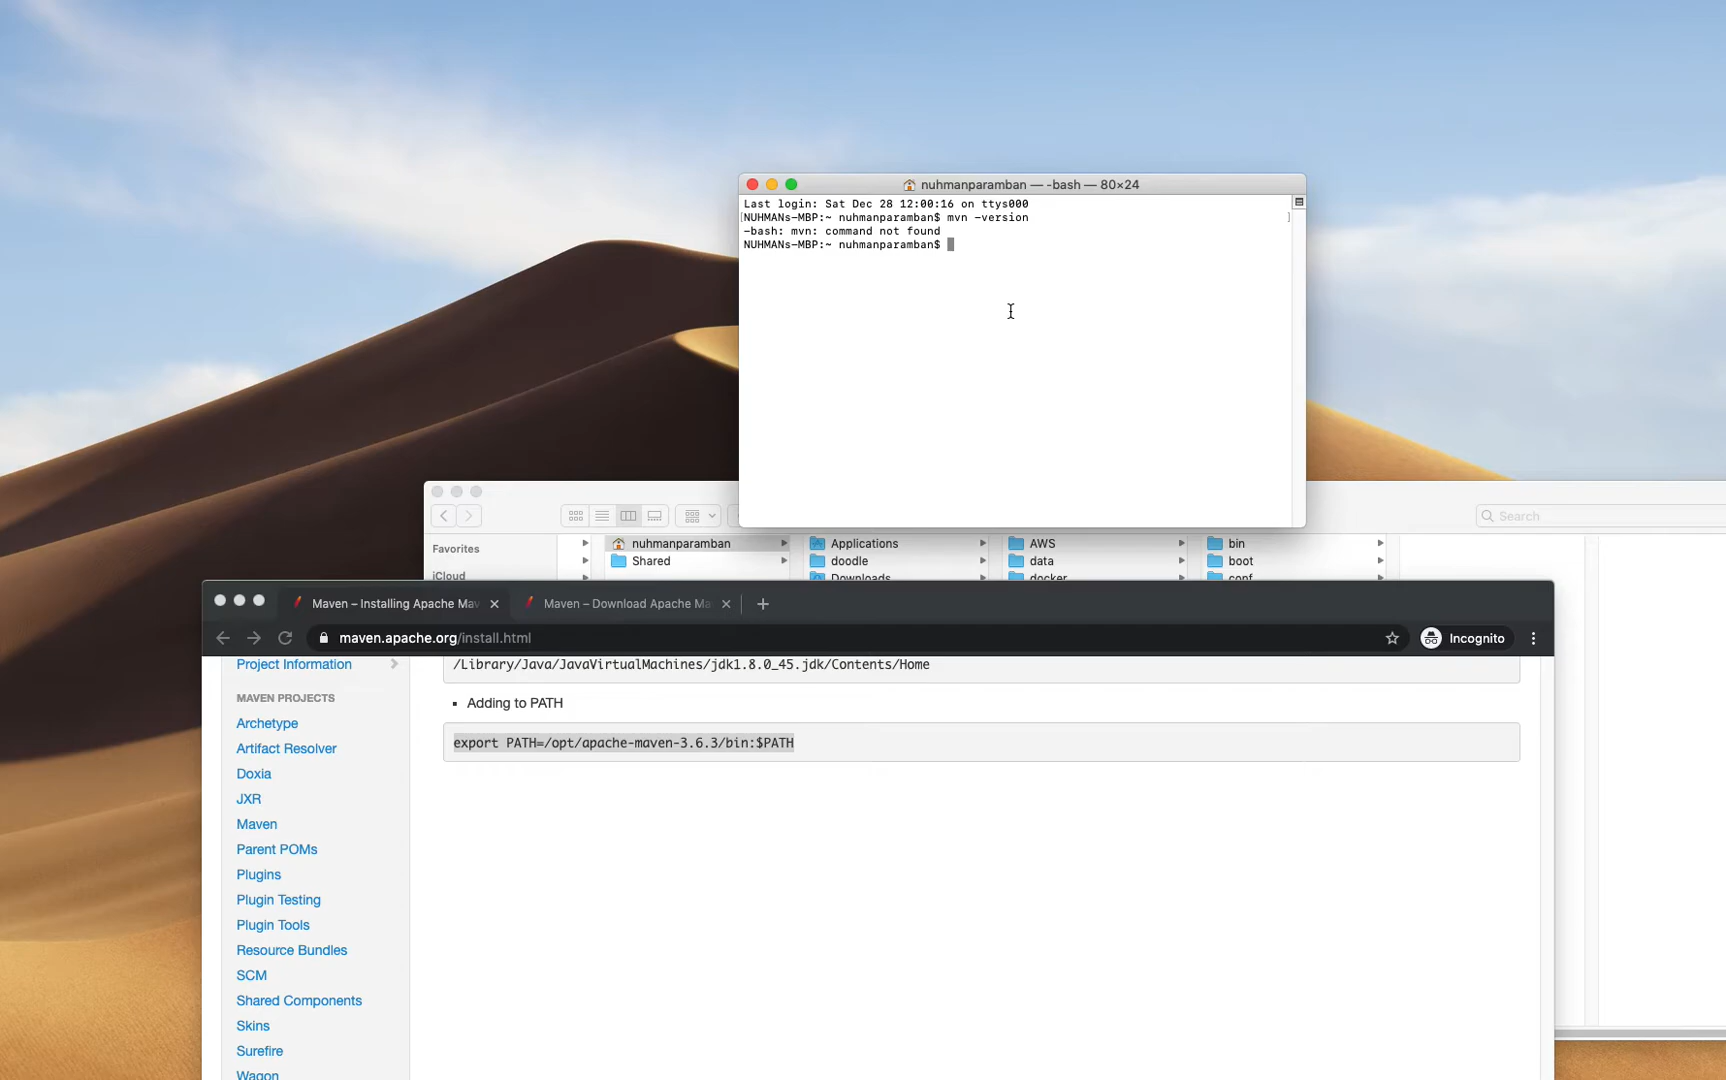 nuhmanparamban — -bash — 80×24
Last login: Sat Dec 28 12:00:16 on ttys000
[NUHMANs-MBP:~ nuhmanparamban$ mvn -version ]
-bash: mvn: command not found
NUHMANs-MBP:~ nuhmanparamban$
Search
Favorites
iCloud
nuhmanparamban
Shared
Applications
doodle
Downloads
AWS
data
docker
bin
boot
conf
Maven – Installing Apache Mav
Maven – Download Apache Ma
maven.apache.org/install.html
Incognito
Project Information
MAVEN PROJECTS
Archetype
Artifact Resolver
Doxia
JXR
Maven
Parent POMs
Plugins
Plugin Testing
Plugin Tools
Resource Bundles
SCM
Shared Components
Skins
Surefire
Wagon
/Library/Java/JavaVirtualMachines/jdk1.8.0_45.jdk/Contents/Home
▪ Adding to PATH
export PATH=/opt/apache-maven-3.6.3/bin:$PATH